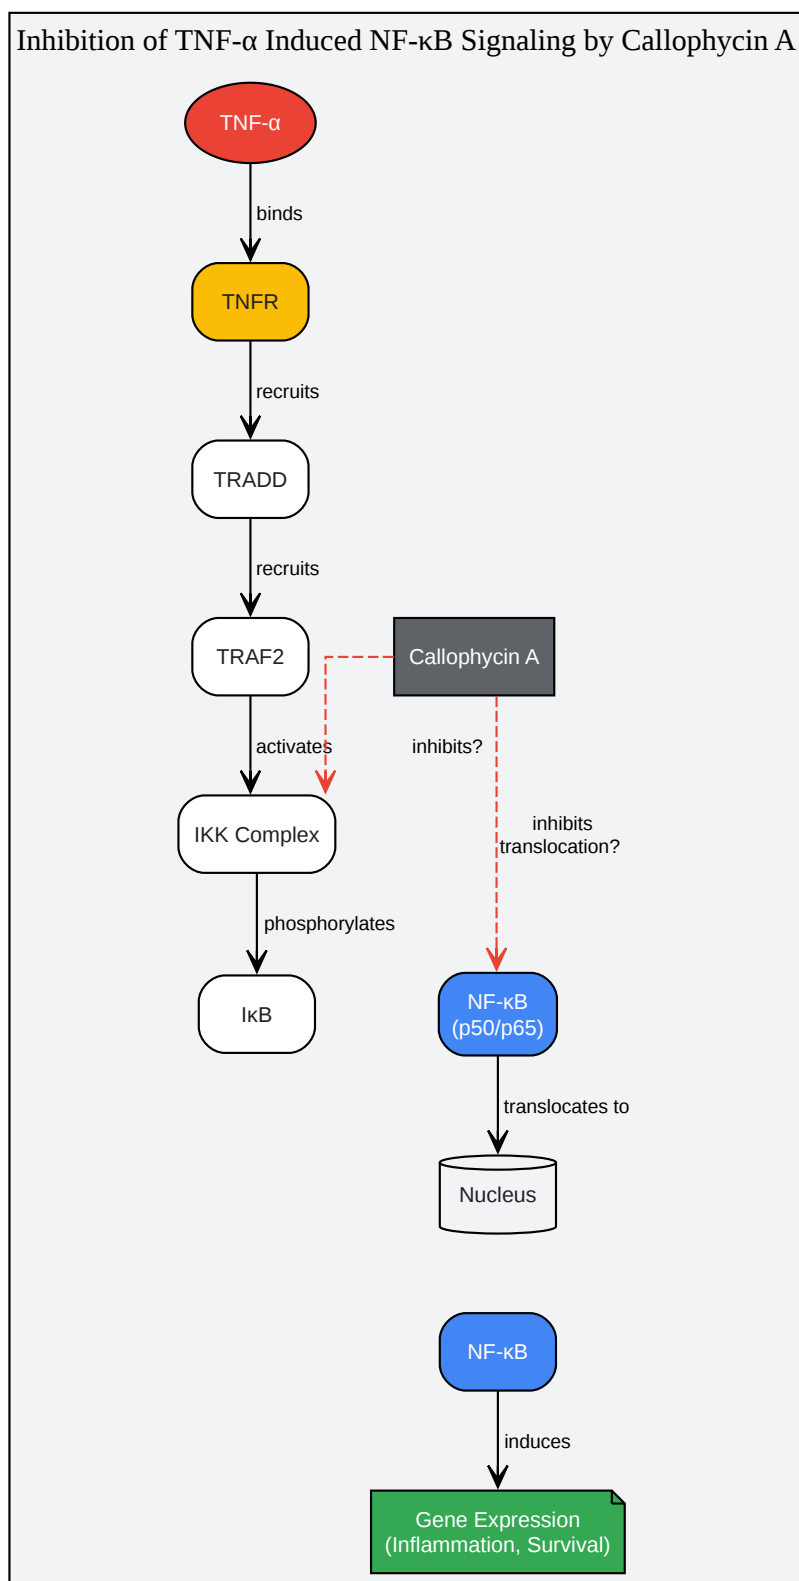 Inhibition of TNF-α Induced NF-κB Signaling by Callophycin A
TNF-α
binds
TNFR
recruits
TRADD
recruits
TRAF2
Callophycin A
activates
inhibits?
IKK Complex
inhibits
translocation?
phosphorylates
IκB
NF-κB
(p50/p65)
translocates to
Nucleus
NF-κB
induces
Gene Expression
(Inflammation, Survival)